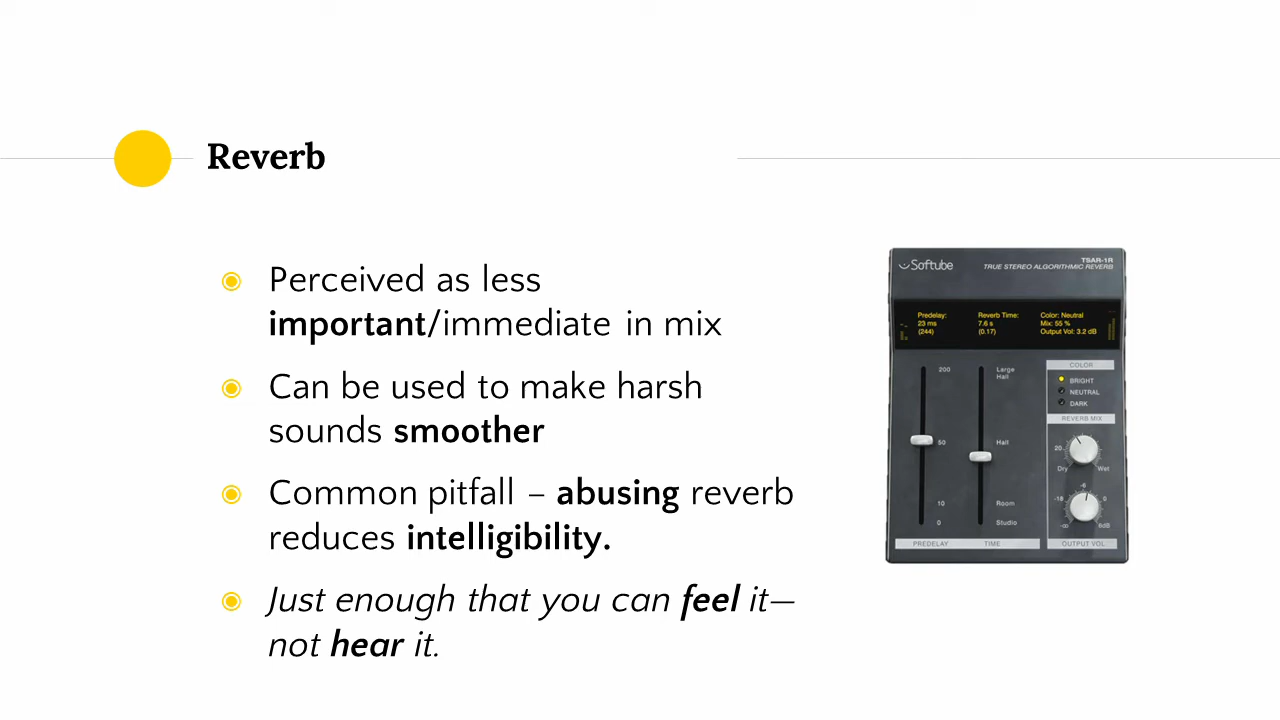 Reverb
Perceived as less
important/immediate in mix
Can be used to make harsh
sounds smoother
Common pitfall – abusing reverb
reduces intelligibility.
Just enough that you can feel it—
not hear it.
Softube
TSAR-1R
TRUE STEREO ALGORITHMIC REVERB
Predelay:
23 ms
(244)
Reverb Time:
7.6 s
(0.17)
Color: Neutral
Mix: 55 %
Output Vol: 3.2 dB
200
50
10
0
Large
Hall
Hall
Room
Studio
PREDELAY
TIME
COLOR
BRIGHT
NEUTRAL
DARK
REVERB MIX
20
Dry
Wet
-6
-18
0
-∞
6dB
OUTPUT VOL